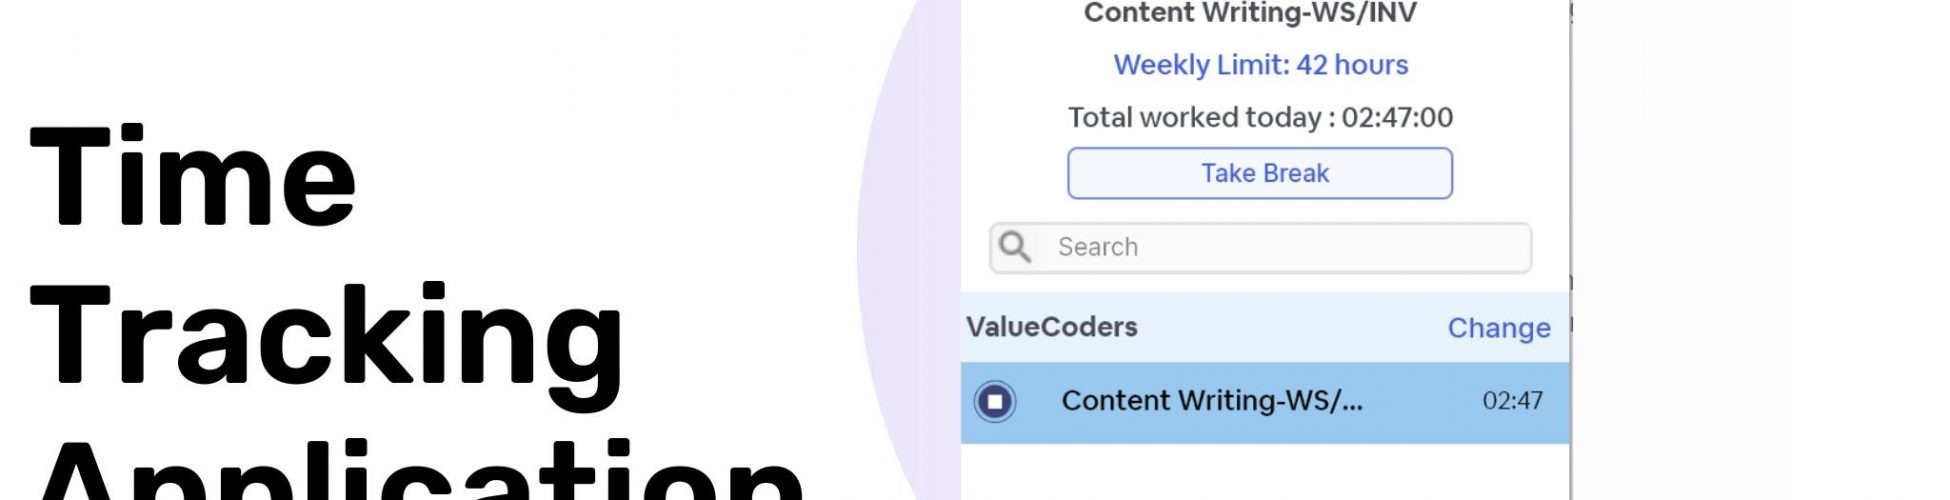 Time
Tracking
Application
Content Writing-WS/INV
Weekly Limit: 42 hours
Total worked today : 02:47:00
Take Break
Search
ValueCoders Change
Content Writing-WS/... 02:47